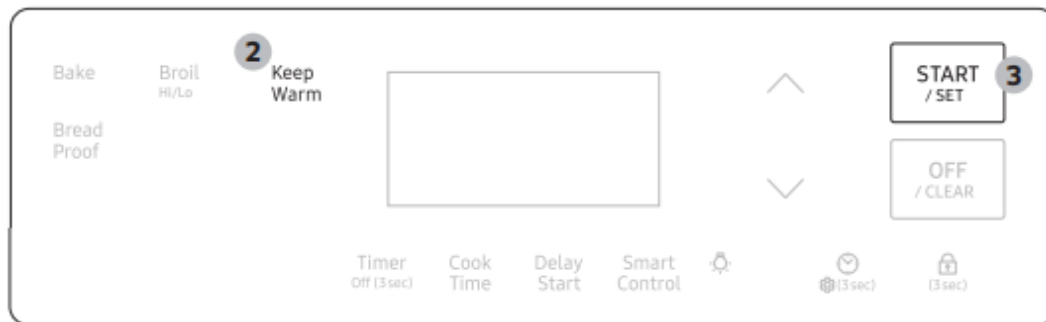 2
Bake
Broil
Hi/Lo
Keep
Warm
START
/ SET
3
Bread
Proof
OFF
/ CLEAR
Timer
Off (3 sec)
Cook
Time
Delay
Start
Smart
Control
(3 sec)
(3 sec)